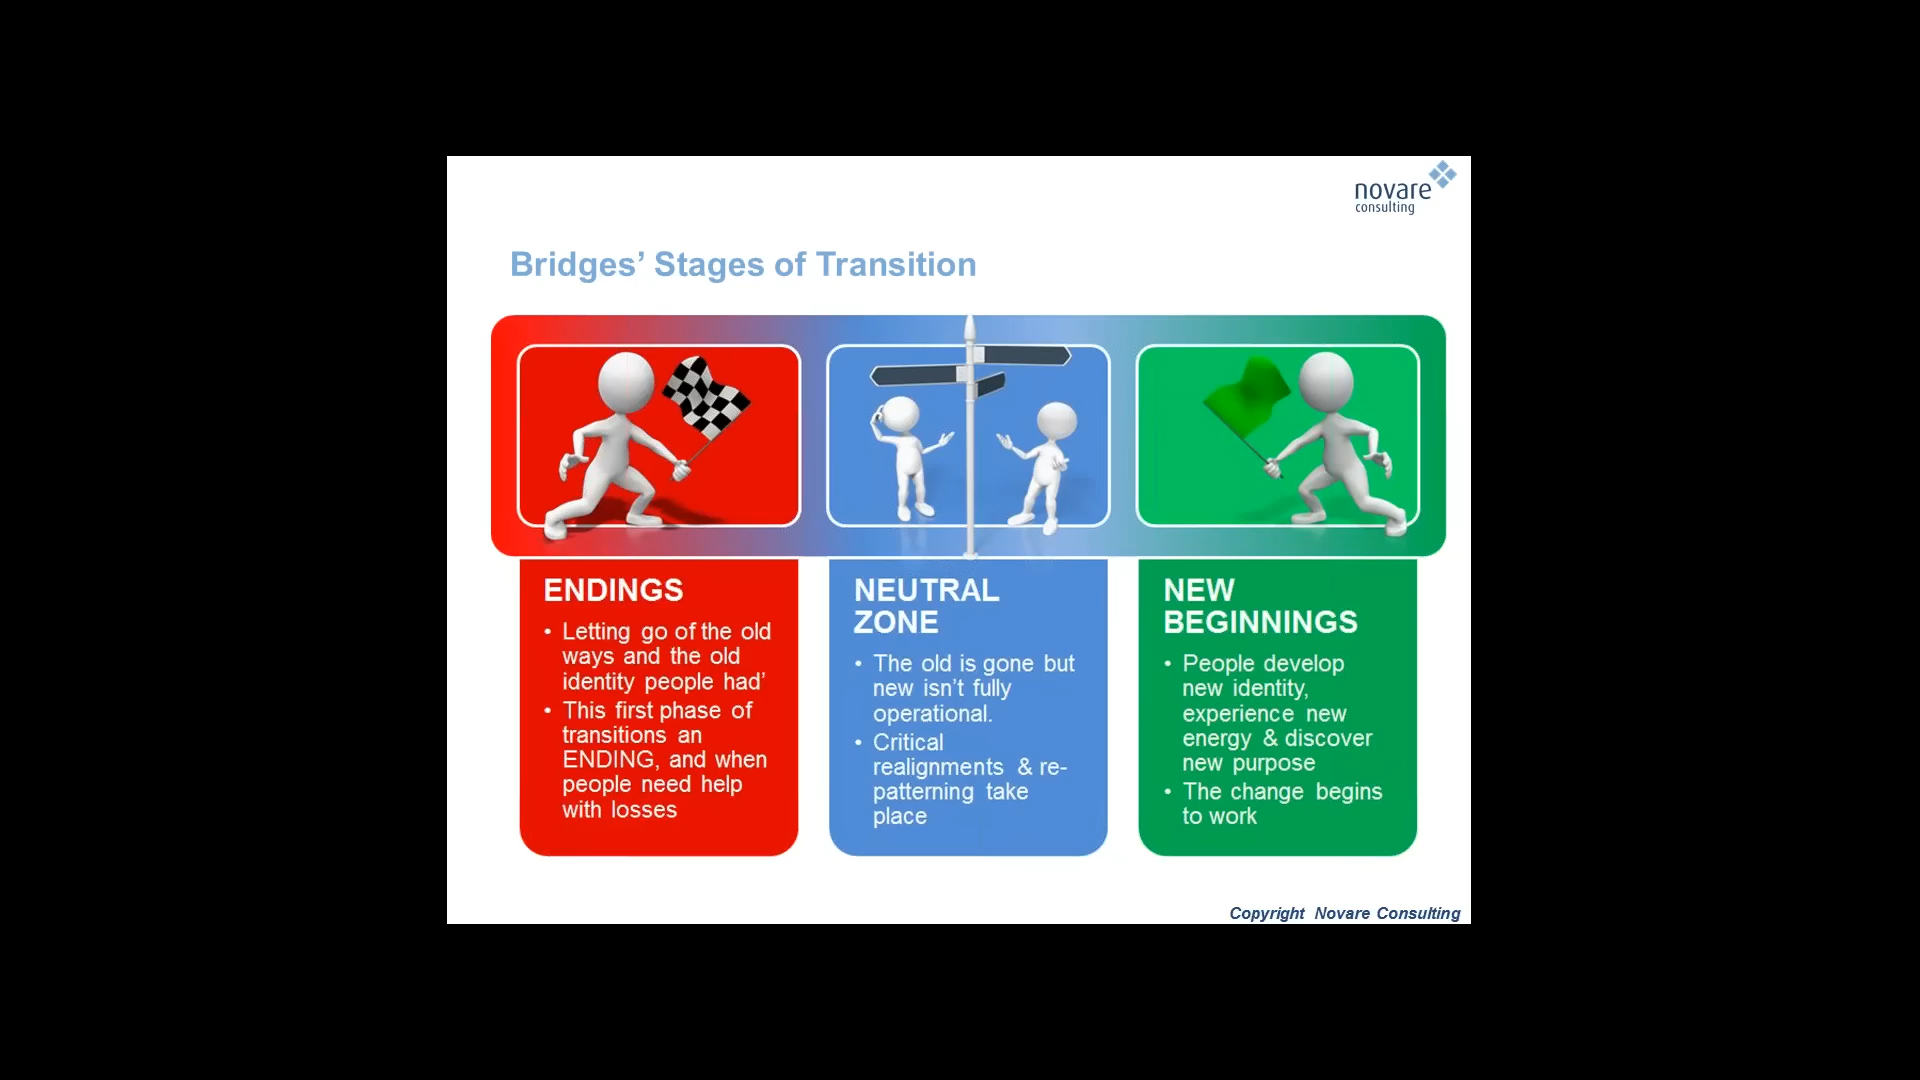 novare
consulting
Bridges’ Stages of Transition
ENDINGS
• Letting go of the old
ways and the old
identity people had’
• This first phase of
transitions an
ENDING, and when
people need help
with losses
NEUTRAL
ZONE
• The old is gone but
new isn’t fully
operational.
• Critical
realignments & re-
patterning take
place
NEW
BEGINNINGS
• People develop
new identity,
experience new
energy & discover
new purpose
• The change begins
to work
Copyright Novare Consulting